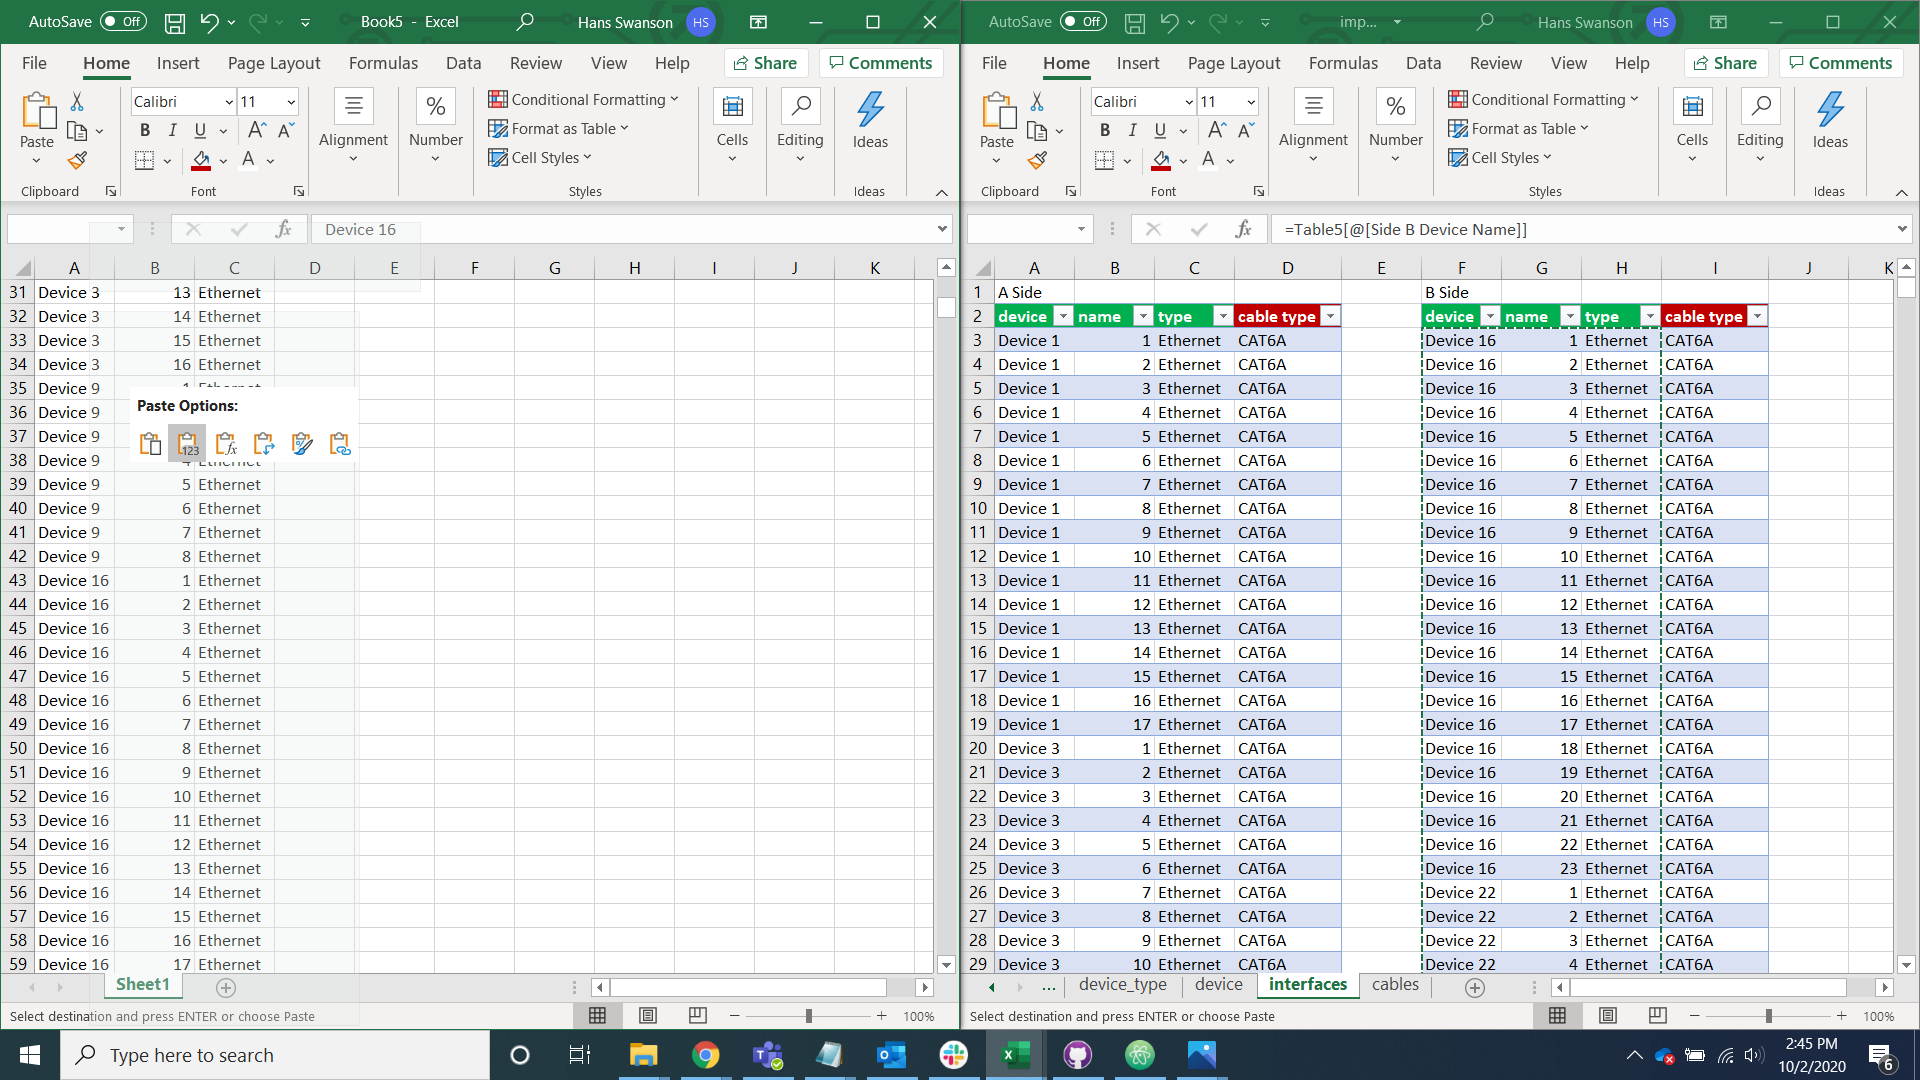 AutoSave Off Book5 - Excel Hans Swanson HS
File Home Insert Page Layout Formulas Data Review View Help Share Comments
Paste Calibri 11 Alignment Number Conditional Formatting Cells Editing Ideas
B I U A A Format as Table
A Cell Styles
Clipboard Font Styles Ideas
fx Device 16
A B C D E F G H I J K
31 Device 3 13 Ethernet
32 Device 3 14 Ethernet
33 Device 3 15 Ethernet
34 Device 3 16 Ethernet
35 Device 9 1 Ethernet
36 Device 9
Paste Options:
37 Device 9
38 Device 9 4 Ethernet
39 Device 9 5 Ethernet
40 Device 9 6 Ethernet
41 Device 9 7 Ethernet
42 Device 9 8 Ethernet
43 Device 16 1 Ethernet
44 Device 16 2 Ethernet
45 Device 16 3 Ethernet
46 Device 16 4 Ethernet
47 Device 16 5 Ethernet
48 Device 16 6 Ethernet
49 Device 16 7 Ethernet
50 Device 16 8 Ethernet
51 Device 16 9 Ethernet
52 Device 16 10 Ethernet
53 Device 16 11 Ethernet
54 Device 16 12 Ethernet
55 Device 16 13 Ethernet
56 Device 16 14 Ethernet
57 Device 16 15 Ethernet
58 Device 16 16 Ethernet
59 Device 16 17 Ethernet
Sheet1
Select destination and press ENTER or choose Paste 100%
AutoSave Off imp... Hans Swanson HS
File Home Insert Page Layout Formulas Data Review View Help Share Comments
Paste Calibri 11 Alignment Number Conditional Formatting Cells Editing Ideas
B I U A A Format as Table
A Cell Styles
Clipboard Font Styles Ideas
fx =Table5[@[Side B Device Name]]
A B C D E F G H I J K
1 A Side B Side
2 device name type cable type device name type cable type
3 Device 1 1 Ethernet CAT6A Device 16 1 Ethernet CAT6A
4 Device 1 2 Ethernet CAT6A Device 16 2 Ethernet CAT6A
5 Device 1 3 Ethernet CAT6A Device 16 3 Ethernet CAT6A
6 Device 1 4 Ethernet CAT6A Device 16 4 Ethernet CAT6A
7 Device 1 5 Ethernet CAT6A Device 16 5 Ethernet CAT6A
8 Device 1 6 Ethernet CAT6A Device 16 6 Ethernet CAT6A
9 Device 1 7 Ethernet CAT6A Device 16 7 Ethernet CAT6A
10 Device 1 8 Ethernet CAT6A Device 16 8 Ethernet CAT6A
11 Device 1 9 Ethernet CAT6A Device 16 9 Ethernet CAT6A
12 Device 1 10 Ethernet CAT6A Device 16 10 Ethernet CAT6A
13 Device 1 11 Ethernet CAT6A Device 16 11 Ethernet CAT6A
14 Device 1 12 Ethernet CAT6A Device 16 12 Ethernet CAT6A
15 Device 1 13 Ethernet CAT6A Device 16 13 Ethernet CAT6A
16 Device 1 14 Ethernet CAT6A Device 16 14 Ethernet CAT6A
17 Device 1 15 Ethernet CAT6A Device 16 15 Ethernet CAT6A
18 Device 1 16 Ethernet CAT6A Device 16 16 Ethernet CAT6A
19 Device 1 17 Ethernet CAT6A Device 16 17 Ethernet CAT6A
20 Device 3 1 Ethernet CAT6A Device 16 18 Ethernet CAT6A
21 Device 3 2 Ethernet CAT6A Device 16 19 Ethernet CAT6A
22 Device 3 3 Ethernet CAT6A Device 16 20 Ethernet CAT6A
23 Device 3 4 Ethernet CAT6A Device 16 21 Ethernet CAT6A
24 Device 3 5 Ethernet CAT6A Device 16 22 Ethernet CAT6A
25 Device 3 6 Ethernet CAT6A Device 16 23 Ethernet CAT6A
26 Device 3 7 Ethernet CAT6A Device 22 1 Ethernet CAT6A
27 Device 3 8 Ethernet CAT6A Device 22 2 Ethernet CAT6A
28 Device 3 9 Ethernet CAT6A Device 22 3 Ethernet CAT6A
29 Device 3 10 Ethernet CAT6A Device 22 4 Ethernet CAT6A
... device_type device interfaces cables
Select destination and press ENTER or choose Paste 100%
Type here to search 2:45 PM
10/2/2020 6